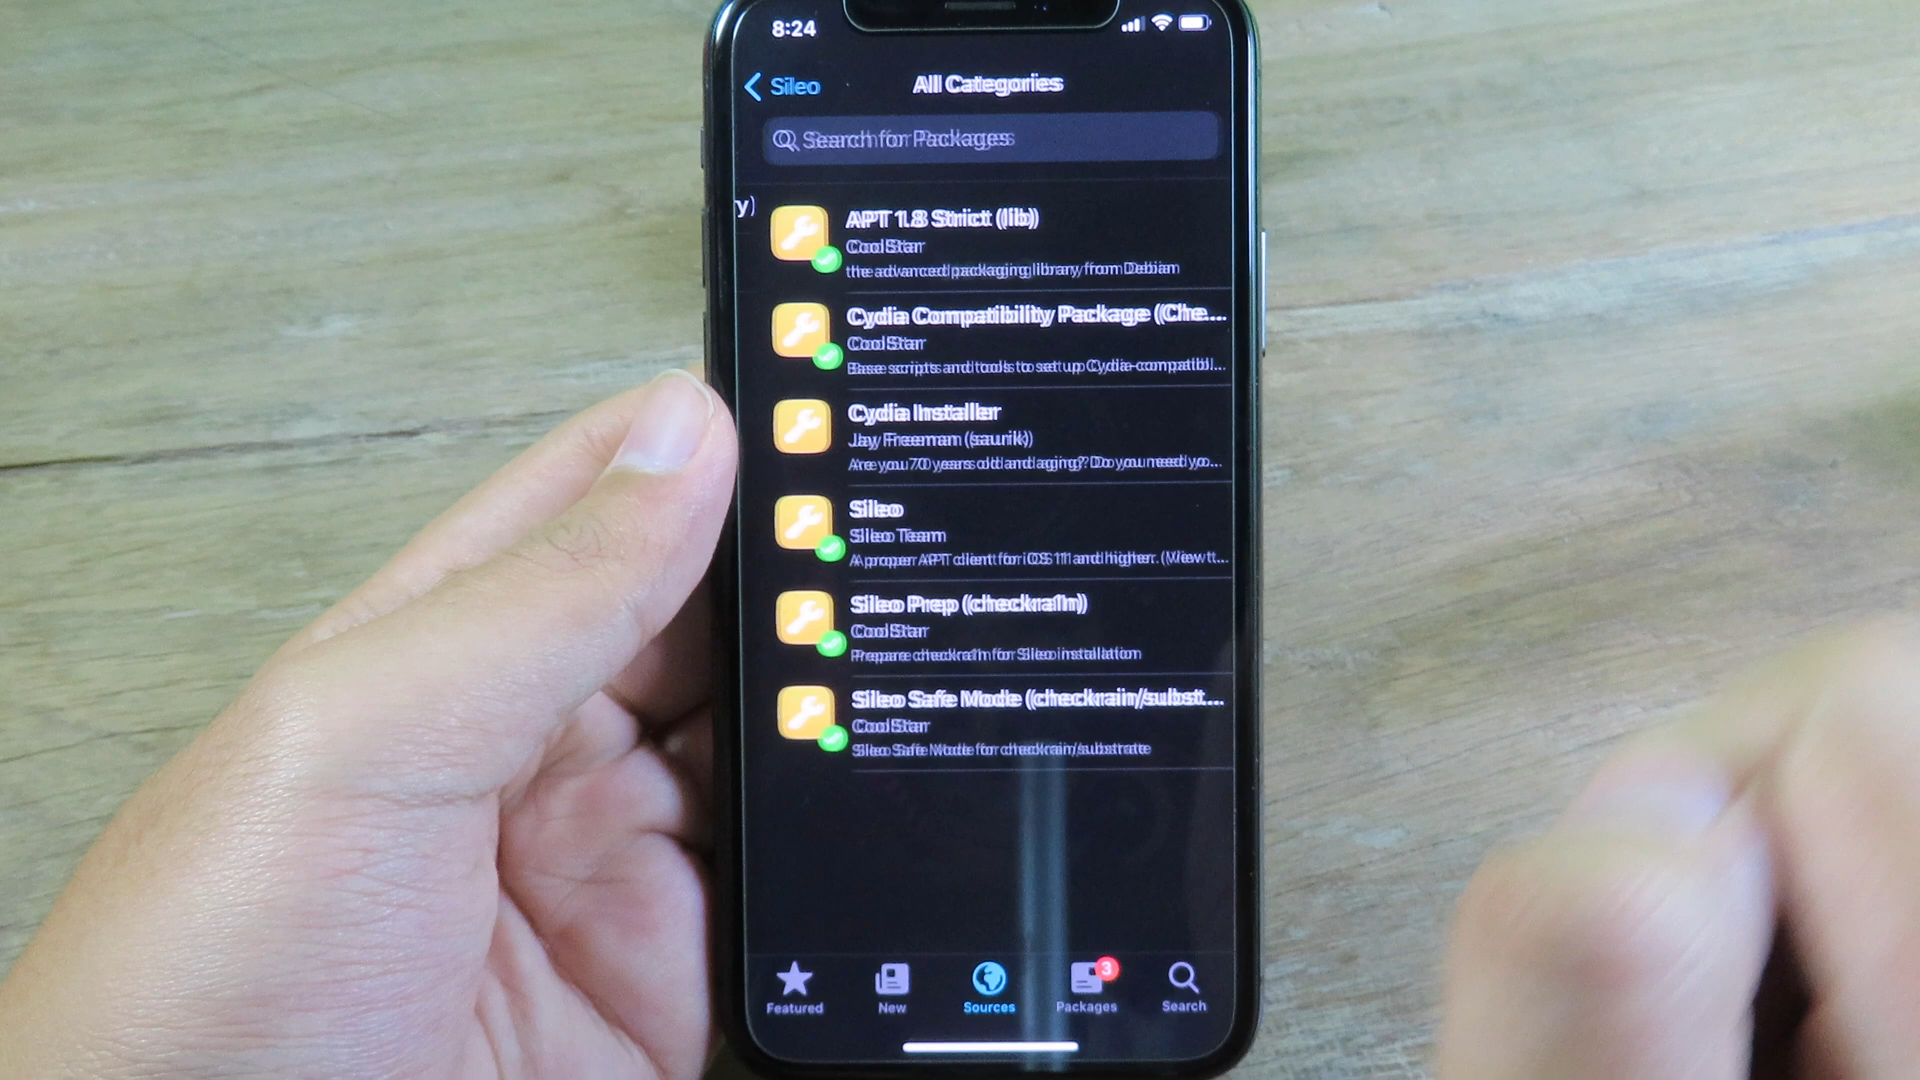 8:24
Sileo
All Categories
Search for Packages
y)
APT 1.8 Strict (lib)
CoolStar
the advanced packaging library from Debian
Cydia Compatibility Package (Che...
CoolStar
Base scripts and tools to set up Cydia-compatibl...
Cydia Installer
Jay Freeman (saurik)
Are you 70 years old and aging? Do you need yo...
Sileo
Sileo Team
A proper APT client for iOS 11 and higher. (View t...
Sileo Prep (checkra1n)
CoolStar
Prepare checkra1n for Sileo installation
Sileo Safe Mode (checkrain/subst...
CoolStar
Sileo Safe Mode for checkrain/substrate
3
Featured
New
Sources
Packages
Search